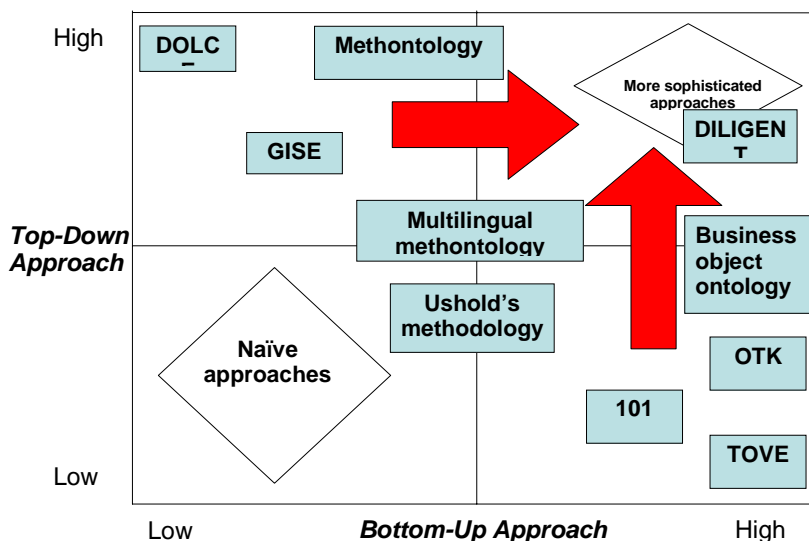 High
DOLC
E
Methontology
More sophisticated
approaches
DILIGEN
T
GISE
Top-Down
Approach
Multilingual
methontology
Business
object
ontology
Ushold's
methodology
Naïve
approaches
OTK
101
TOVE
Low
Low
Bottom-Up Approach
High